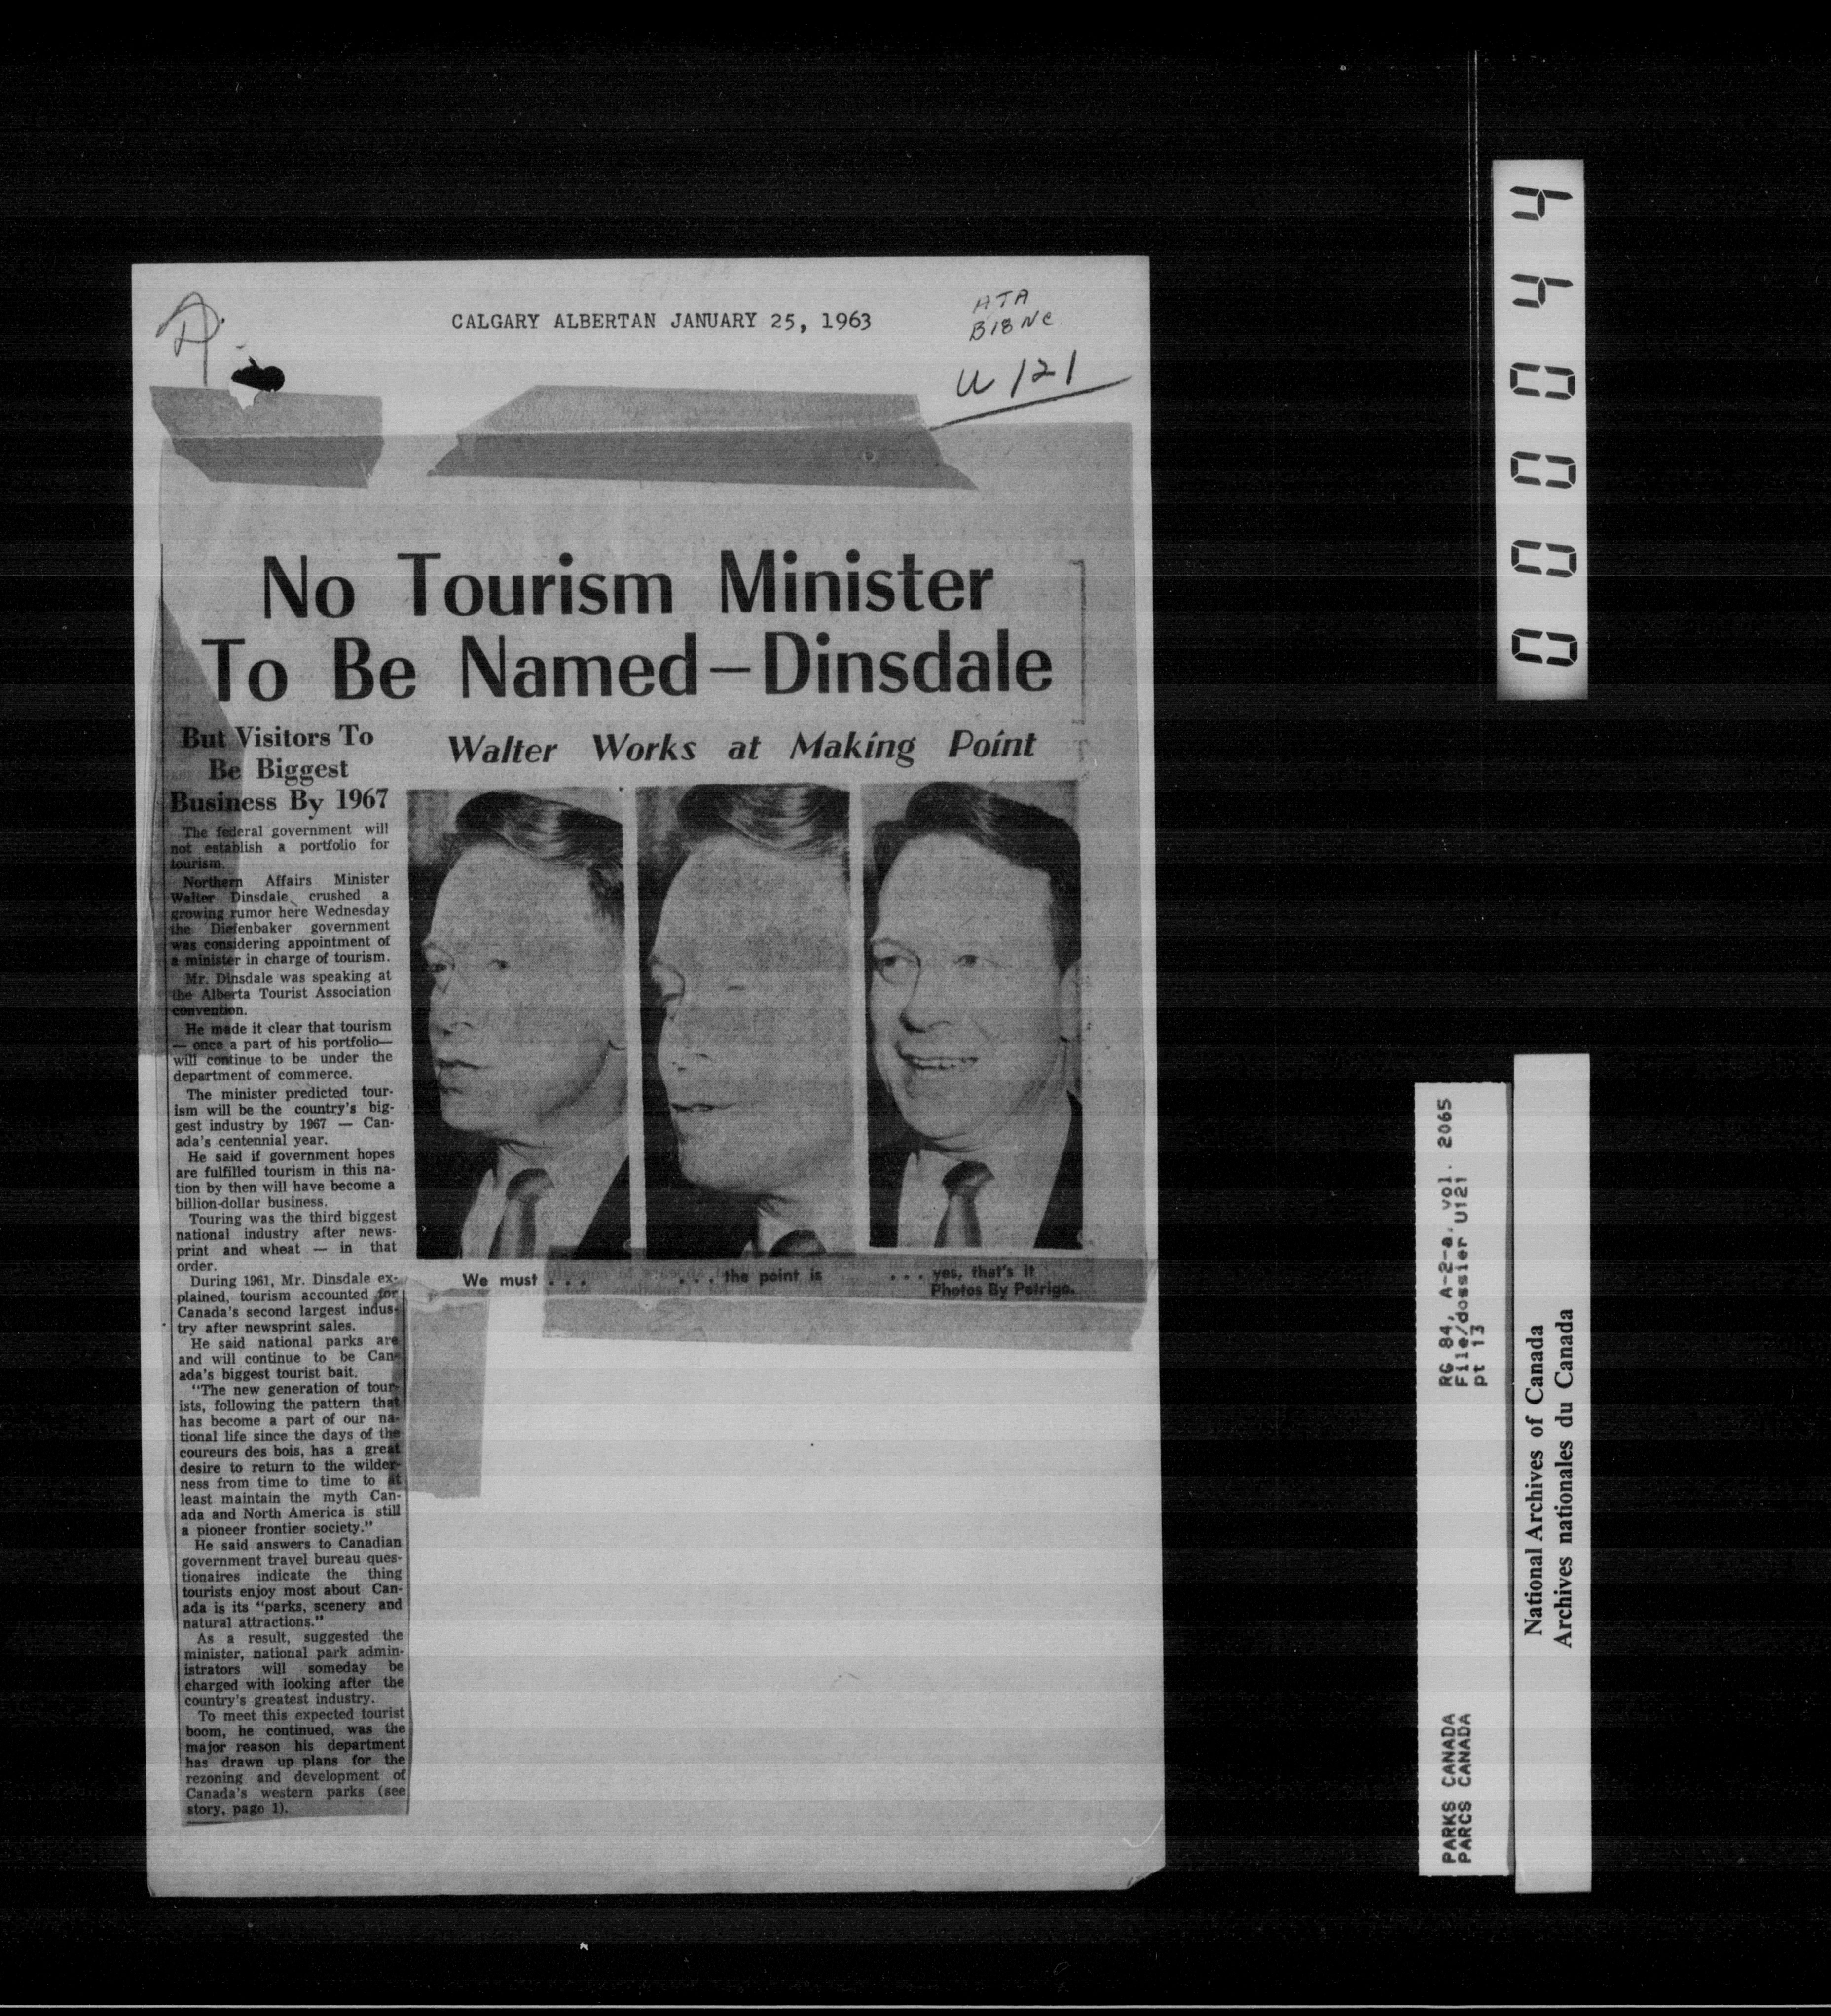 CALGARY ALBERTAN JANUARY 25, 1963
ATA
U 121
No Tourism Minister
To Be Named—Dinsdale
But Visitors To
Be Biggest
Business By 1967
The federal government will
not establish a portfolio for
tourism.
Northern Affairs Minister
Walter Dinsdale crushed a
growing rumor here Wednesday
the Diefenbaker government
was considering appointment of
a minister in charge of tourism.
Mr. Dinsdale was speaking at
the Alberta Tourist Association
convention.
He made it clear that tourism
— once a part of his portfolio—
will continue to be under the
department of commerce.
The minister predicted tour-
ism will be the country's big-
gest industry by 1967 — Can-
ada's centennial year.
He said if government hopes
are fulfilled tourism in this na-
tion by then will have become a
billion-dollar business.
Touring was the third biggest
national industry after news-
print and wheat — in that
order.
During 1961, Mr. Dinsdale ex-
plained, tourism accounted for
Canada's second largest indus-
try after newsprint sales.
He said national parks are
and will continue to be Can-
ada's biggest tourist bait.
"The new generation of tour-
ists, following the pattern that
has become a part of our na-
tional life since the days of the
coureurs des bois, has a great
desire to return to the wilder-
ness from time to time to at
least maintain the myth Can-
ada and North America is still
a pioneer frontier society."
He said answers to Canadian
government travel bureau ques-
tionaires indicate the thing
tourists enjoy most about Can-
ada is its "parks, scenery and
natural attractions."
As a result, suggested the
minister, national park admin-
istrators will someday be
charged with looking after the
country's greatest industry.
To meet this expected tourist
boom, he continued, was the
major reason his department
has drawn up plans for the
rezoning and development of
Canada's western parks (see
story, page 1).
Walter Works at Making Point
We must . . .
. . . the point is
. . . yes, that's it
Photos By Petrigo.
000044
RG 84, A-2-a, vol. 2065
File/dossier U121
pt 13
PARKS CANADA
PARCS CANADA
National Archives of Canada
Archives nationales du Canada